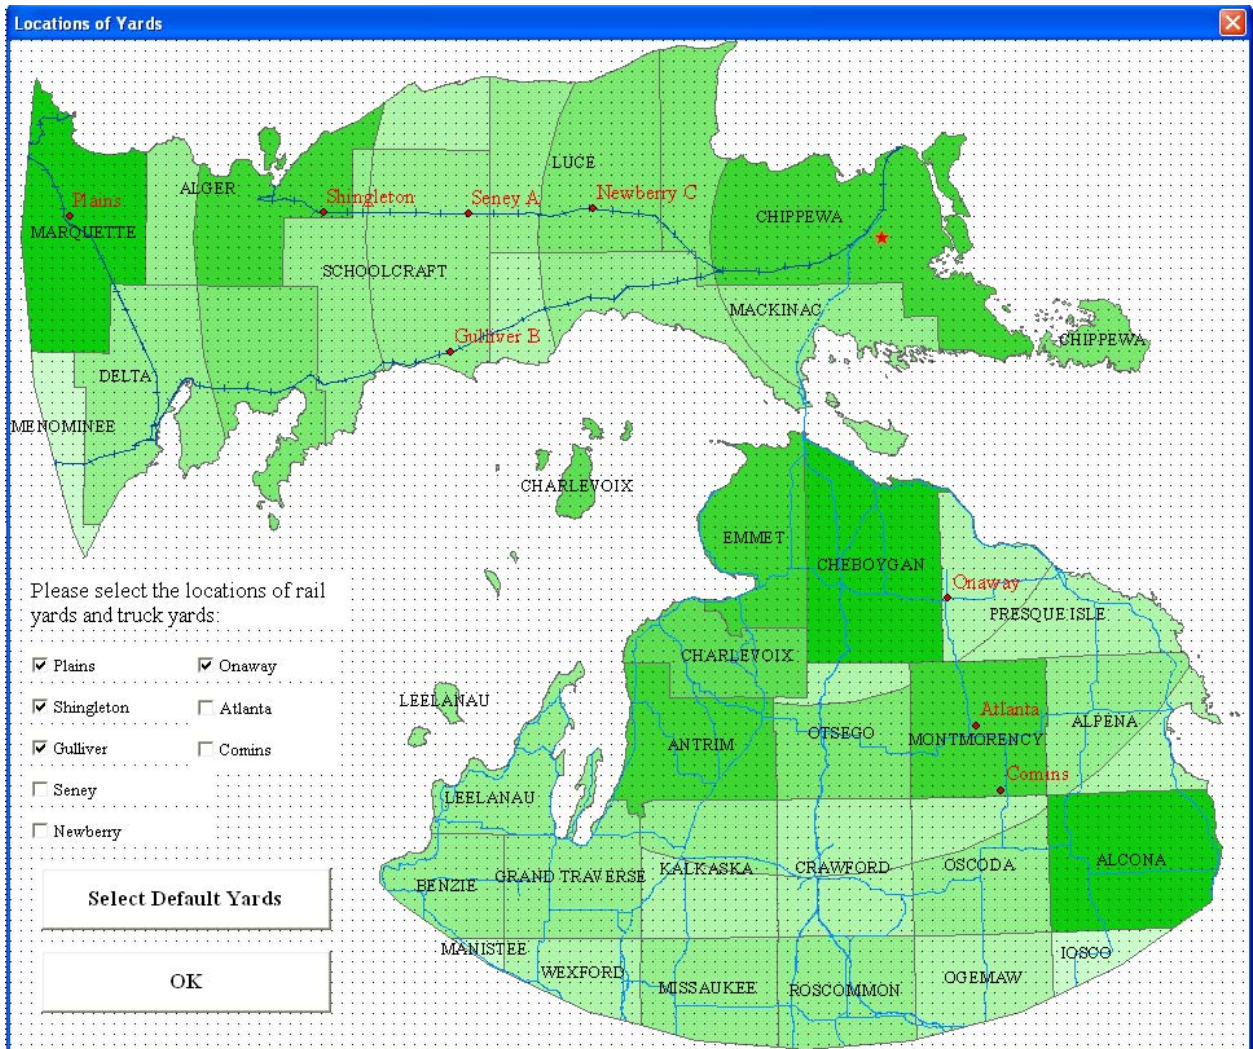 Locations of Yards
LUCE
ALGER
Plains
Shingleton
Seney A
Newberry C
CHIPPEWA
MARQUETTE
SCHOOLCRAFT
MACKINAC
Gulliver B
CHIPPEWA
DELTA
MENOMINEE
CHARLEVOIX
EMMET
CHEBOYGAN
Onaway
PRESQUE ISLE
Please select the locations of rail
yards and truck yards:
CHARLEVOIX
Plains
Onaway
LEELANAU
Shingleton
Atlanta
Atlanta
ALPENA
OTSEGO
MONTMORENCY
ANTRIM
Gulliver
Comins
Comins
Seney
LEELANAU
Newberry
ALCONA
OSCODA
CRAWFORD
KALKASKA
GRAND TRAVERSE
BENZIE
Select Default Yards
MANISTEE
IOSCO
WEXFORD
OGEMAW
OK
MISSAUKEE
ROSCOMMON